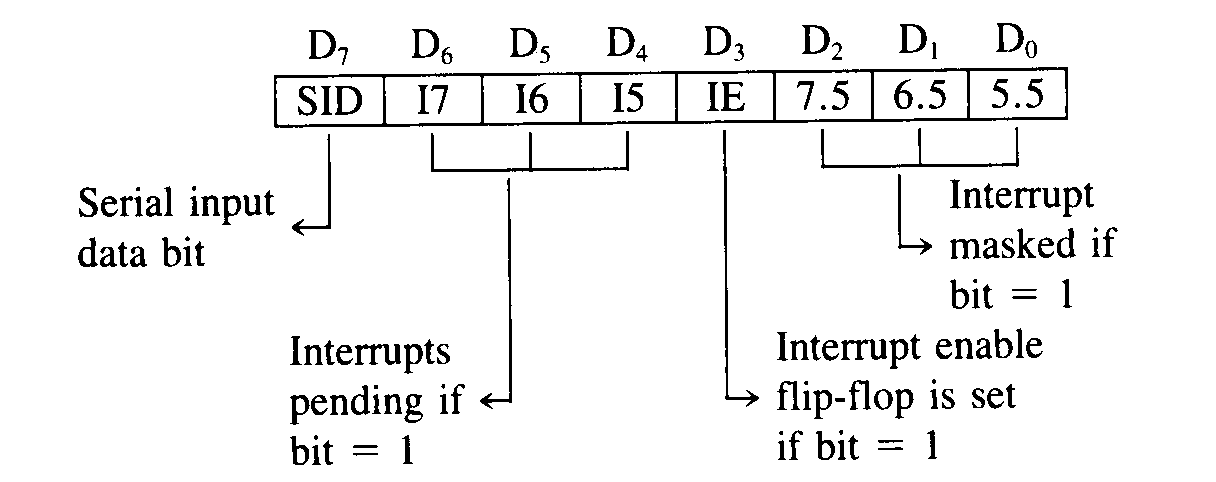 D₇ D₆ D₅ D₄ D₃ D₂ D₁ D₀
SID I7 I6 I5 IE 7.5 6.5 5.5
Serial input
data bit
Interrupt
masked if
bit = 1
Interrupts
pending if
bit = 1
Interrupt enable
flip-flop is set
if bit = 1